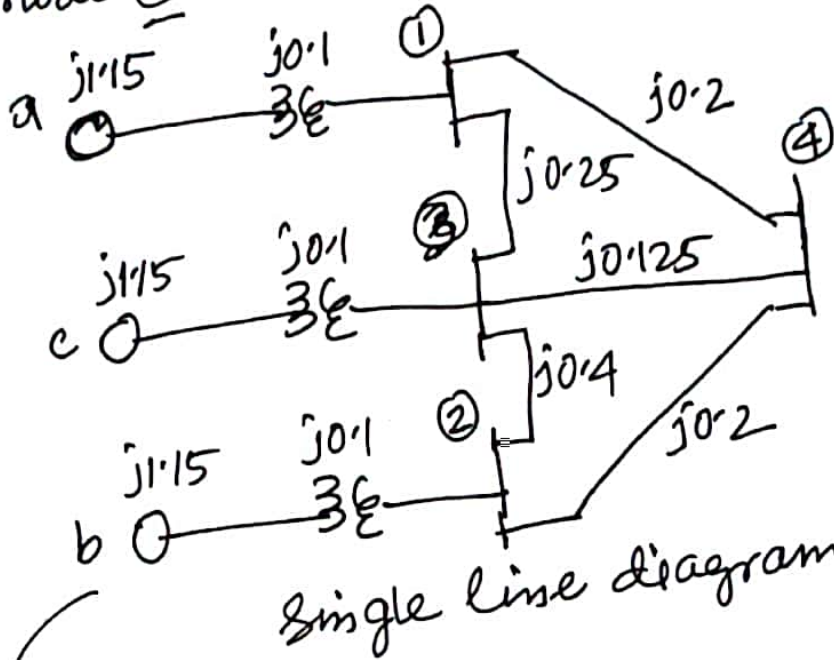 ①
j1.15
j0.1
a
j0.2
④
j0.25
③
j0.125
j1.15
j0.1
c
j0.4
②
j0.2
j1.15
j0.1
b
Single line diagram